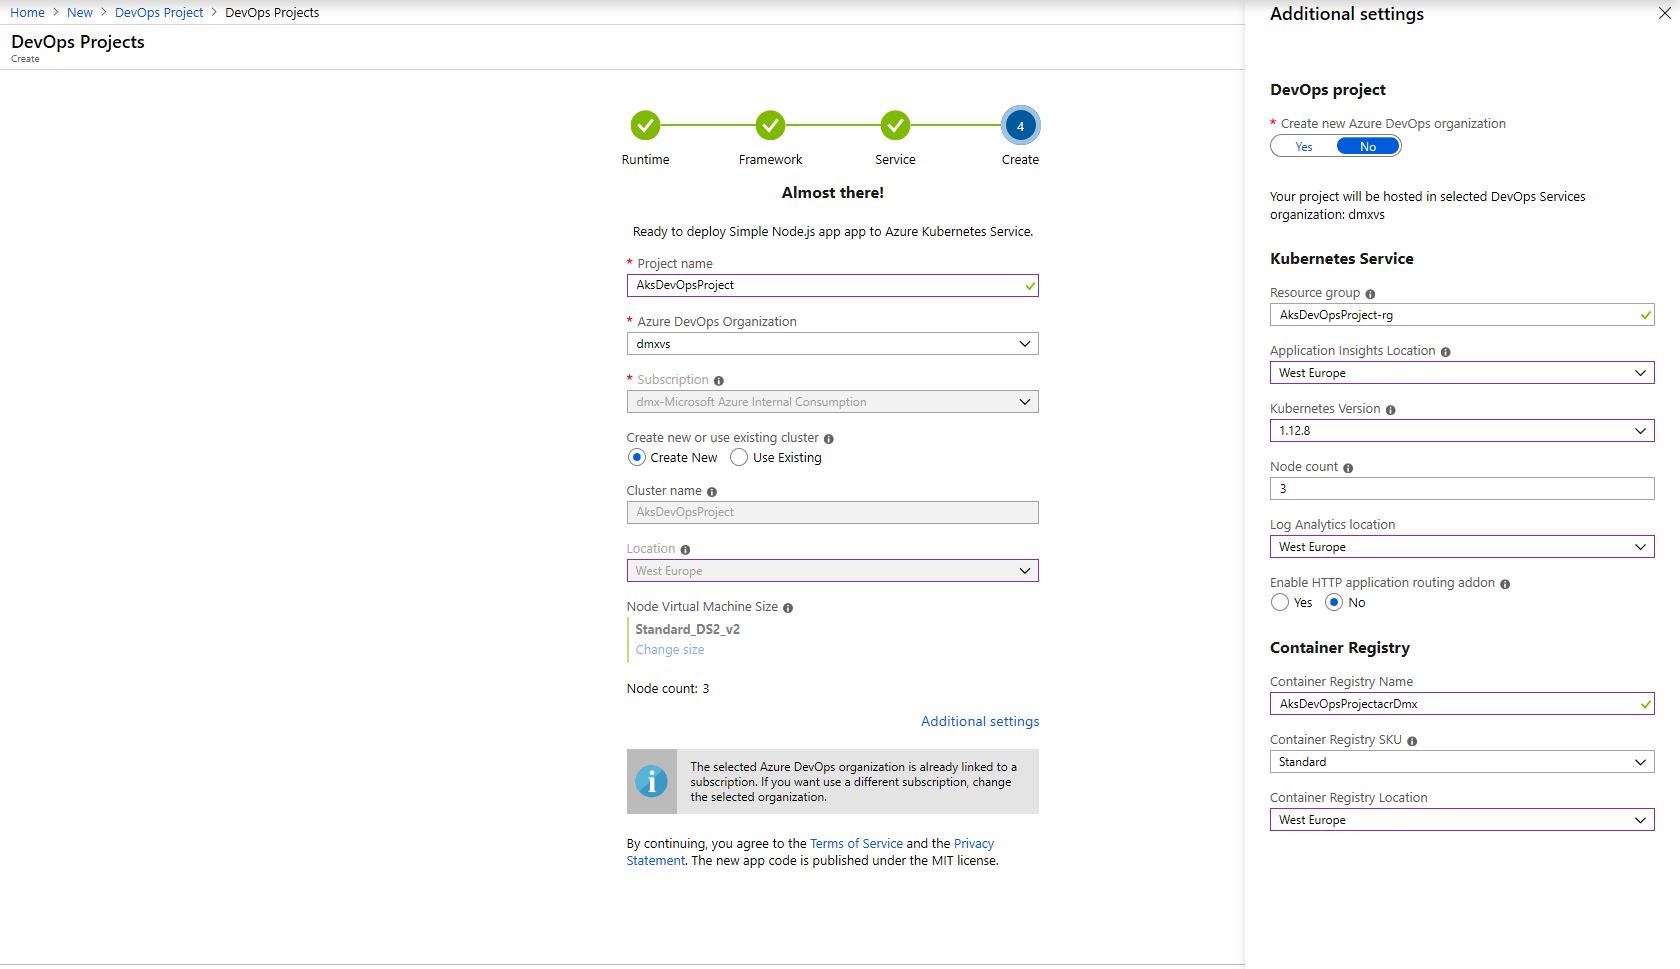 Home > New > DevOps Project > DevOps Projects
DevOps Projects
Create
4
Runtime
Framework
Service
Create
Almost there!
Ready to deploy Simple Node.js app app to Azure Kubernetes Service.
* Project name
AksDevOpsProject
* Azure DevOps Organization
dmxvs
* Subscription
dmx-Microsoft Azure Internal Consumption
Create new or use existing cluster
Create New
Use Existing
Cluster name
AksDevOpsProject
Location
West Europe
Node Virtual Machine Size
Standard_DS2_v2
Change size
Node count: 3
Additional settings
The selected Azure DevOps organization is already linked to a
subscription. If you want use a different subscription, change
the selected organization.
By continuing, you agree to the Terms of Service and the Privacy
Statement. The new app code is published under the MIT license.
Additional settings
DevOps project
* Create new Azure DevOps organization
Yes
No
Your project will be hosted in selected DevOps Services
organization: dmxvs
Kubernetes Service
Resource group
AksDevOpsProject-rg
Application Insights Location
West Europe
Kubernetes Version
1.12.8
Node count
3
Log Analytics location
West Europe
Enable HTTP application routing addon
Yes
No
Container Registry
Container Registry Name
AksDevOpsProjectacrDmx
Container Registry SKU
Standard
Container Registry Location
West Europe